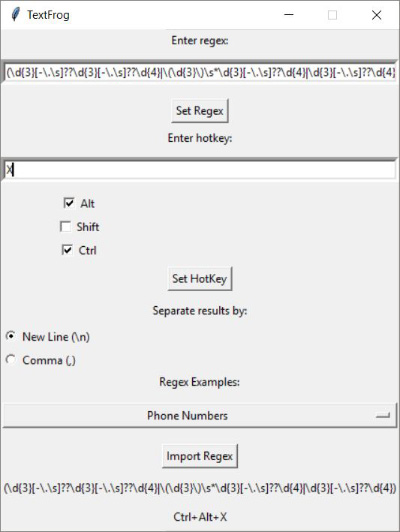 TextFrog
Enter regex:
(\d{3}[-\.\s]??\d{3}[-\.\s]??\d{4}|\(\d{3}\)\s*\d{3}[-\.\s]??\d{4}|\d{3}[-\.\s]??\d{4}
Set Regex
Enter hotkey:
X
Alt
Shift
Ctrl
Set HotKey
Separate results by:
New Line (\n)
Comma (,)
Regex Examples:
Phone Numbers
Import Regex
(\d{3}[-\.\s]??\d{3}[-\.\s]??\d{4}|\(\d{3}\)\s*\d{3}[-\.\s]??\d{4}|\d{3}[-\.\s]??\d{4})
Ctrl+Alt+X